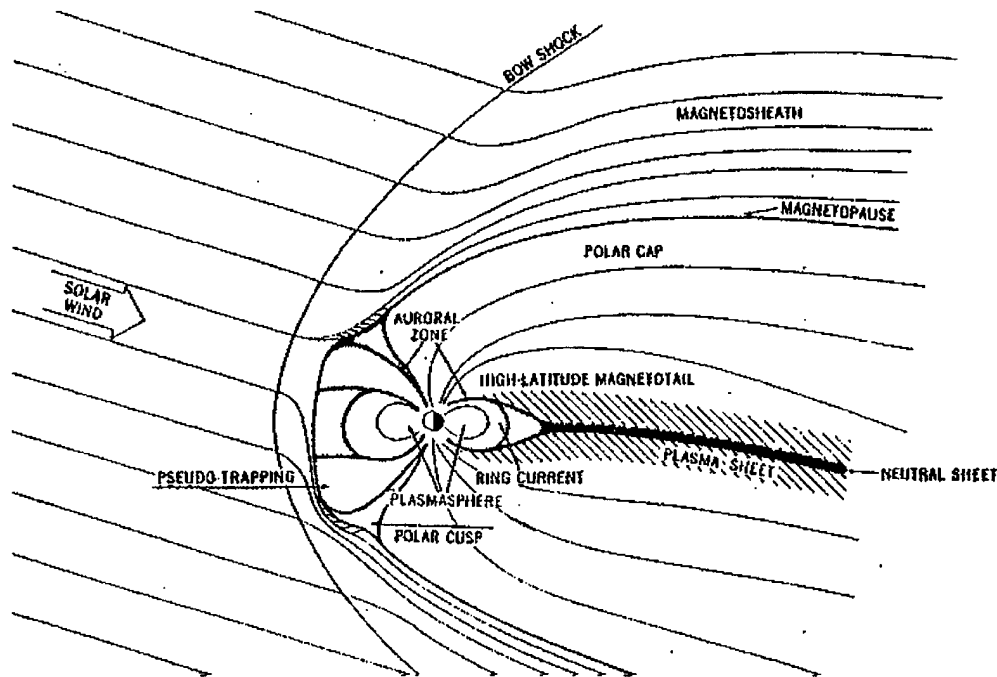 BOW SHOCK
MAGNETOSHEATH
MAGNETOPAUSE
POLAR CAP
SOLAR
WIND
AURORAL
ZONE
HIGH-LATITUDE MAGNETOTAIL
PLASMA SHEET
NEUTRAL SHEET
PSEUDO-TRAPPING
RING CURRENT
PLASMASPHERE
POLAR CUSP